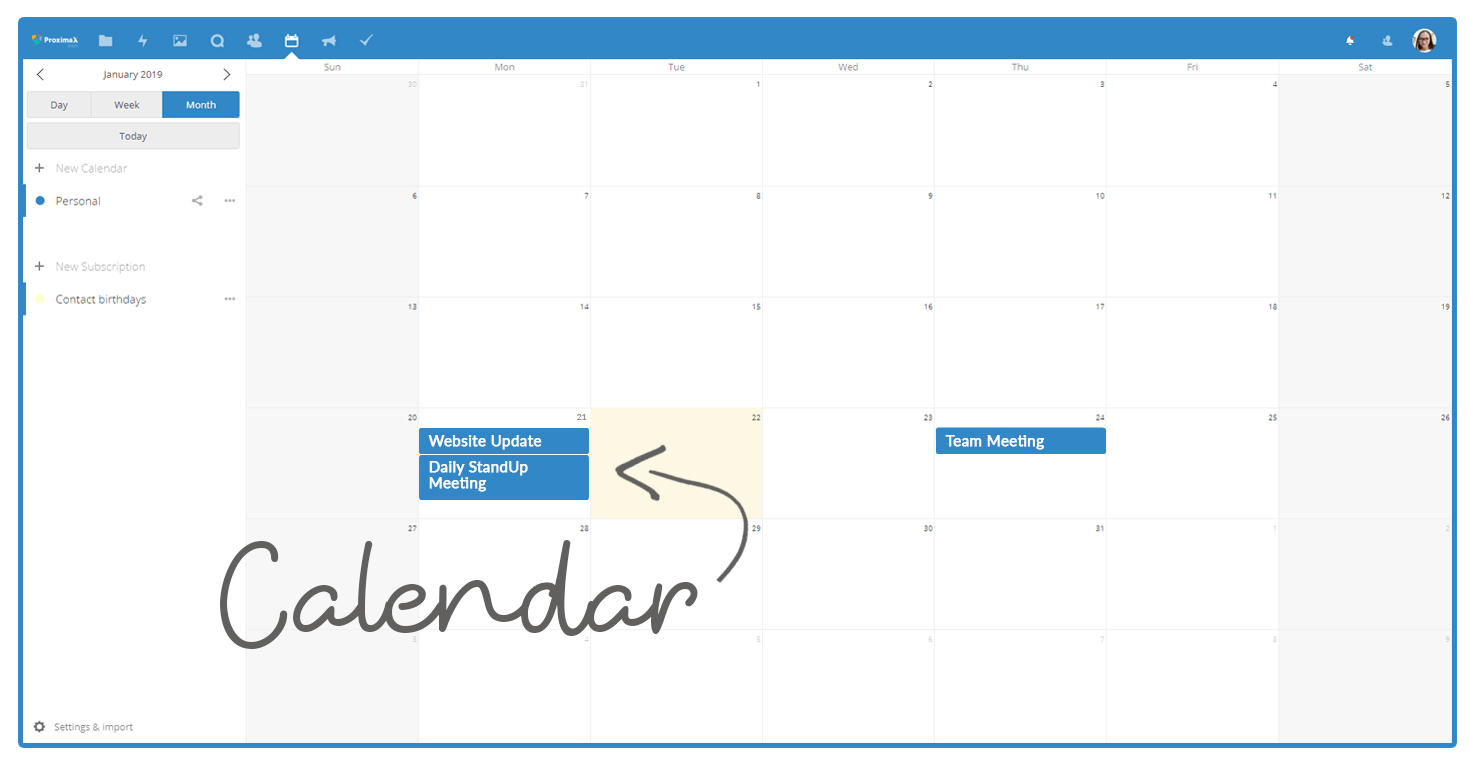 ProximaX
January 2019
Day Week Month
Today
New Calendar
Personal
New Subscription
Contact birthdays
Settings & import
Sun Mon Tue Wed Thu Fri Sat
30 31 1 2 3 4 5
6 7 8 9 10 11 12
13 14 15 16 17 18 19
20 21 22 23 24 25 26
Website Update
Team Meeting
Daily StandUp
Meeting
27 28 29 30 31 1 2
Calendar
3 4 5 6 7 8 9